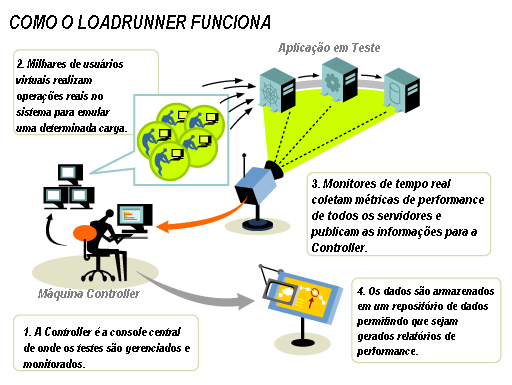 COMO O LOADRUNNER FUNCIONA
Aplicação em Teste
2. Milhares de usuários
virtuais realizam
operações reais no
sistema para emular
uma determinada carga.
3. Monitores de tempo real
coletam métricas de performance
de todos os servidores e
publicam as informações para a
Controller.
Máquina Controller
4. Os dados são armazenados
em um repositório de dados
permitindo que sejam
gerados relatórios de
performance.
1. A Controller é a console central
de onde os testes são gerenciados e
monitorados.